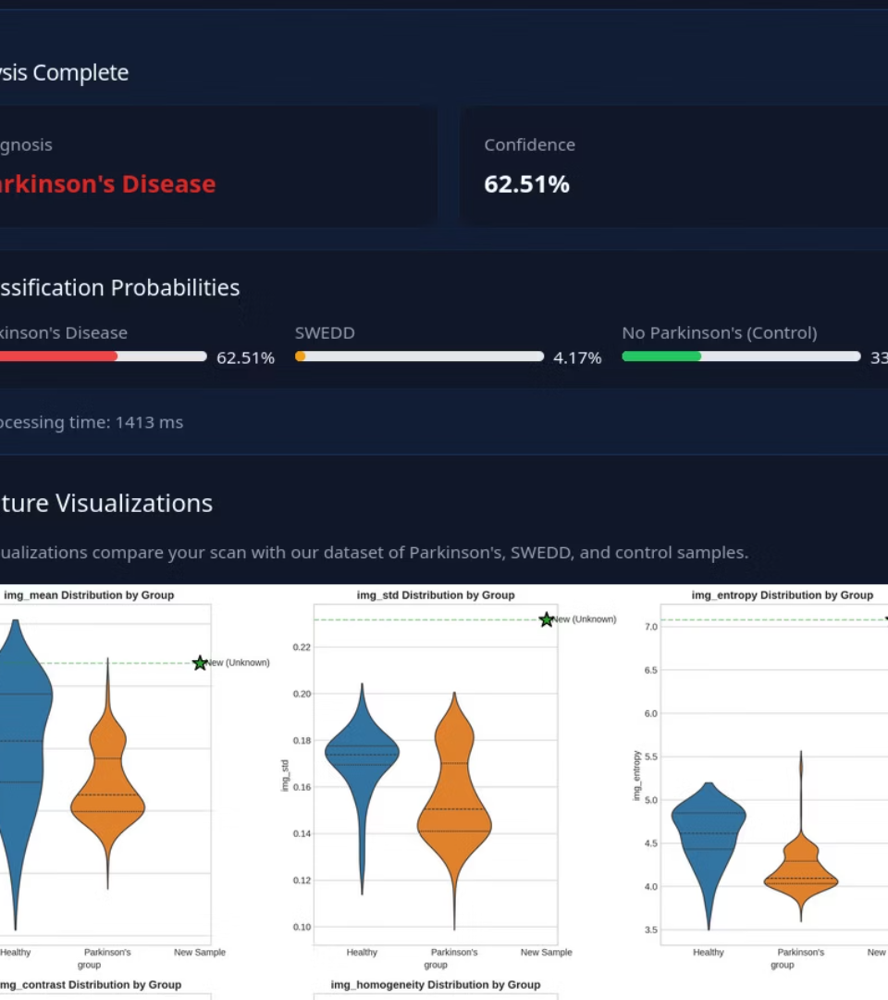 ysis Complete
gnosis
Confidence
arkinson's Disease
62.51%
ssification Probabilities
kinson's Disease
62.51%
SWEDD
4.17%
No Parkinson's (Control)
33
ocessing time: 1413 ms
ture Visualizations
ualizations compare your scan with our dataset of Parkinson's, SWEDD, and control samples.
img_mean Distribution by Group
New (Unknown)
Healthy
Parkinson's
New Sample
group
img_std Distribution by Group
New (Unknown)
0.22
0.20
0.18
0.16
0.14
0.12
0.10
img_std
Healthy
Parkinson's
New Sample
group
img_entropy Distribution by Group
7.0
6.5
6.0
5.5
5.0
4.5
4.0
3.5
img_entropy
Healthy
Parkinson's
New
group
mg_contrast Distribution by Group
img_homogeneity Distribution by Group